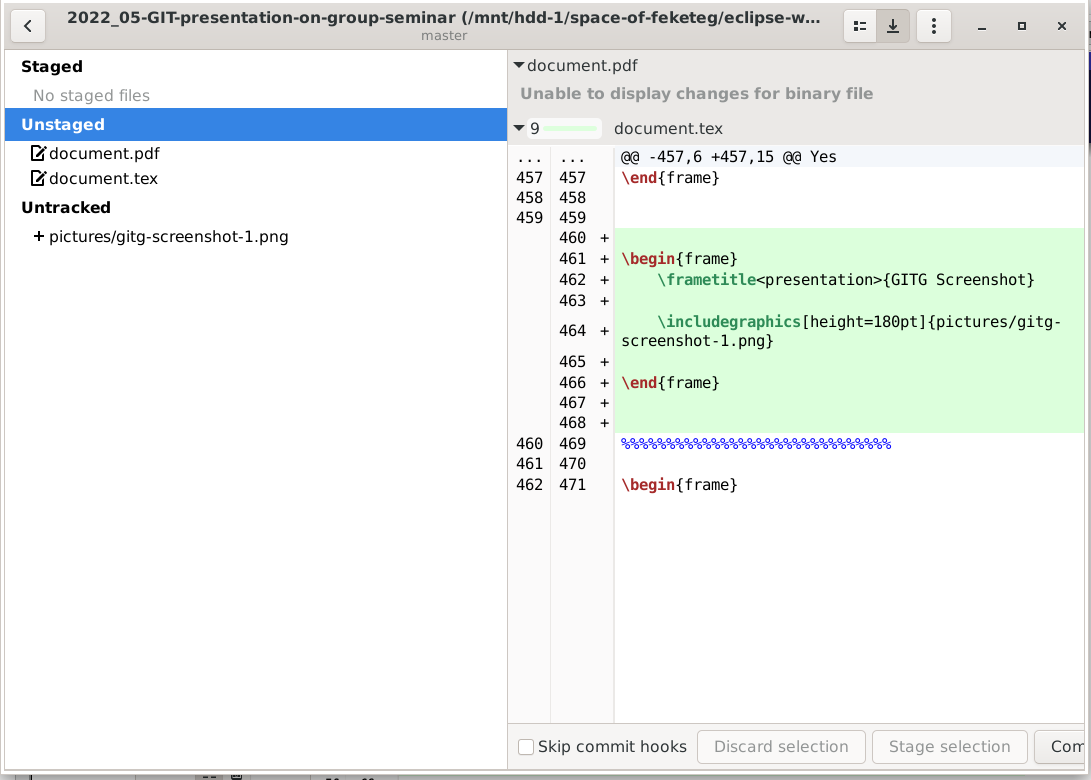 2022_05-GIT-presentation-on-group-seminar (/mnt/hdd-1/space-of-feketeg/eclipse-w...
master
Staged
No staged files
Unstaged
document.pdf
document.tex
Untracked
+ pictures/gitg-screenshot-1.png
document.pdf
Unable to display changes for binary file
9 document.tex
... ... @@ -457,6 +457,15 @@ Yes
457 457 \end{frame}
458 458
459 459
460 +
461 + \begin{frame}
462 + \frametitle<presentation>{GITG Screenshot}
463 +
464 + \includegraphics[height=180pt]{pictures/gitg-
screenshot-1.png}
465 +
466 + \end{frame}
467 +
468 +
460 469 %%%%%%%%%%%%%%%%%%%%%%%%%%%%%%
461 470
462 471 \begin{frame}
Skip commit hooks Discard selection Stage selection Com